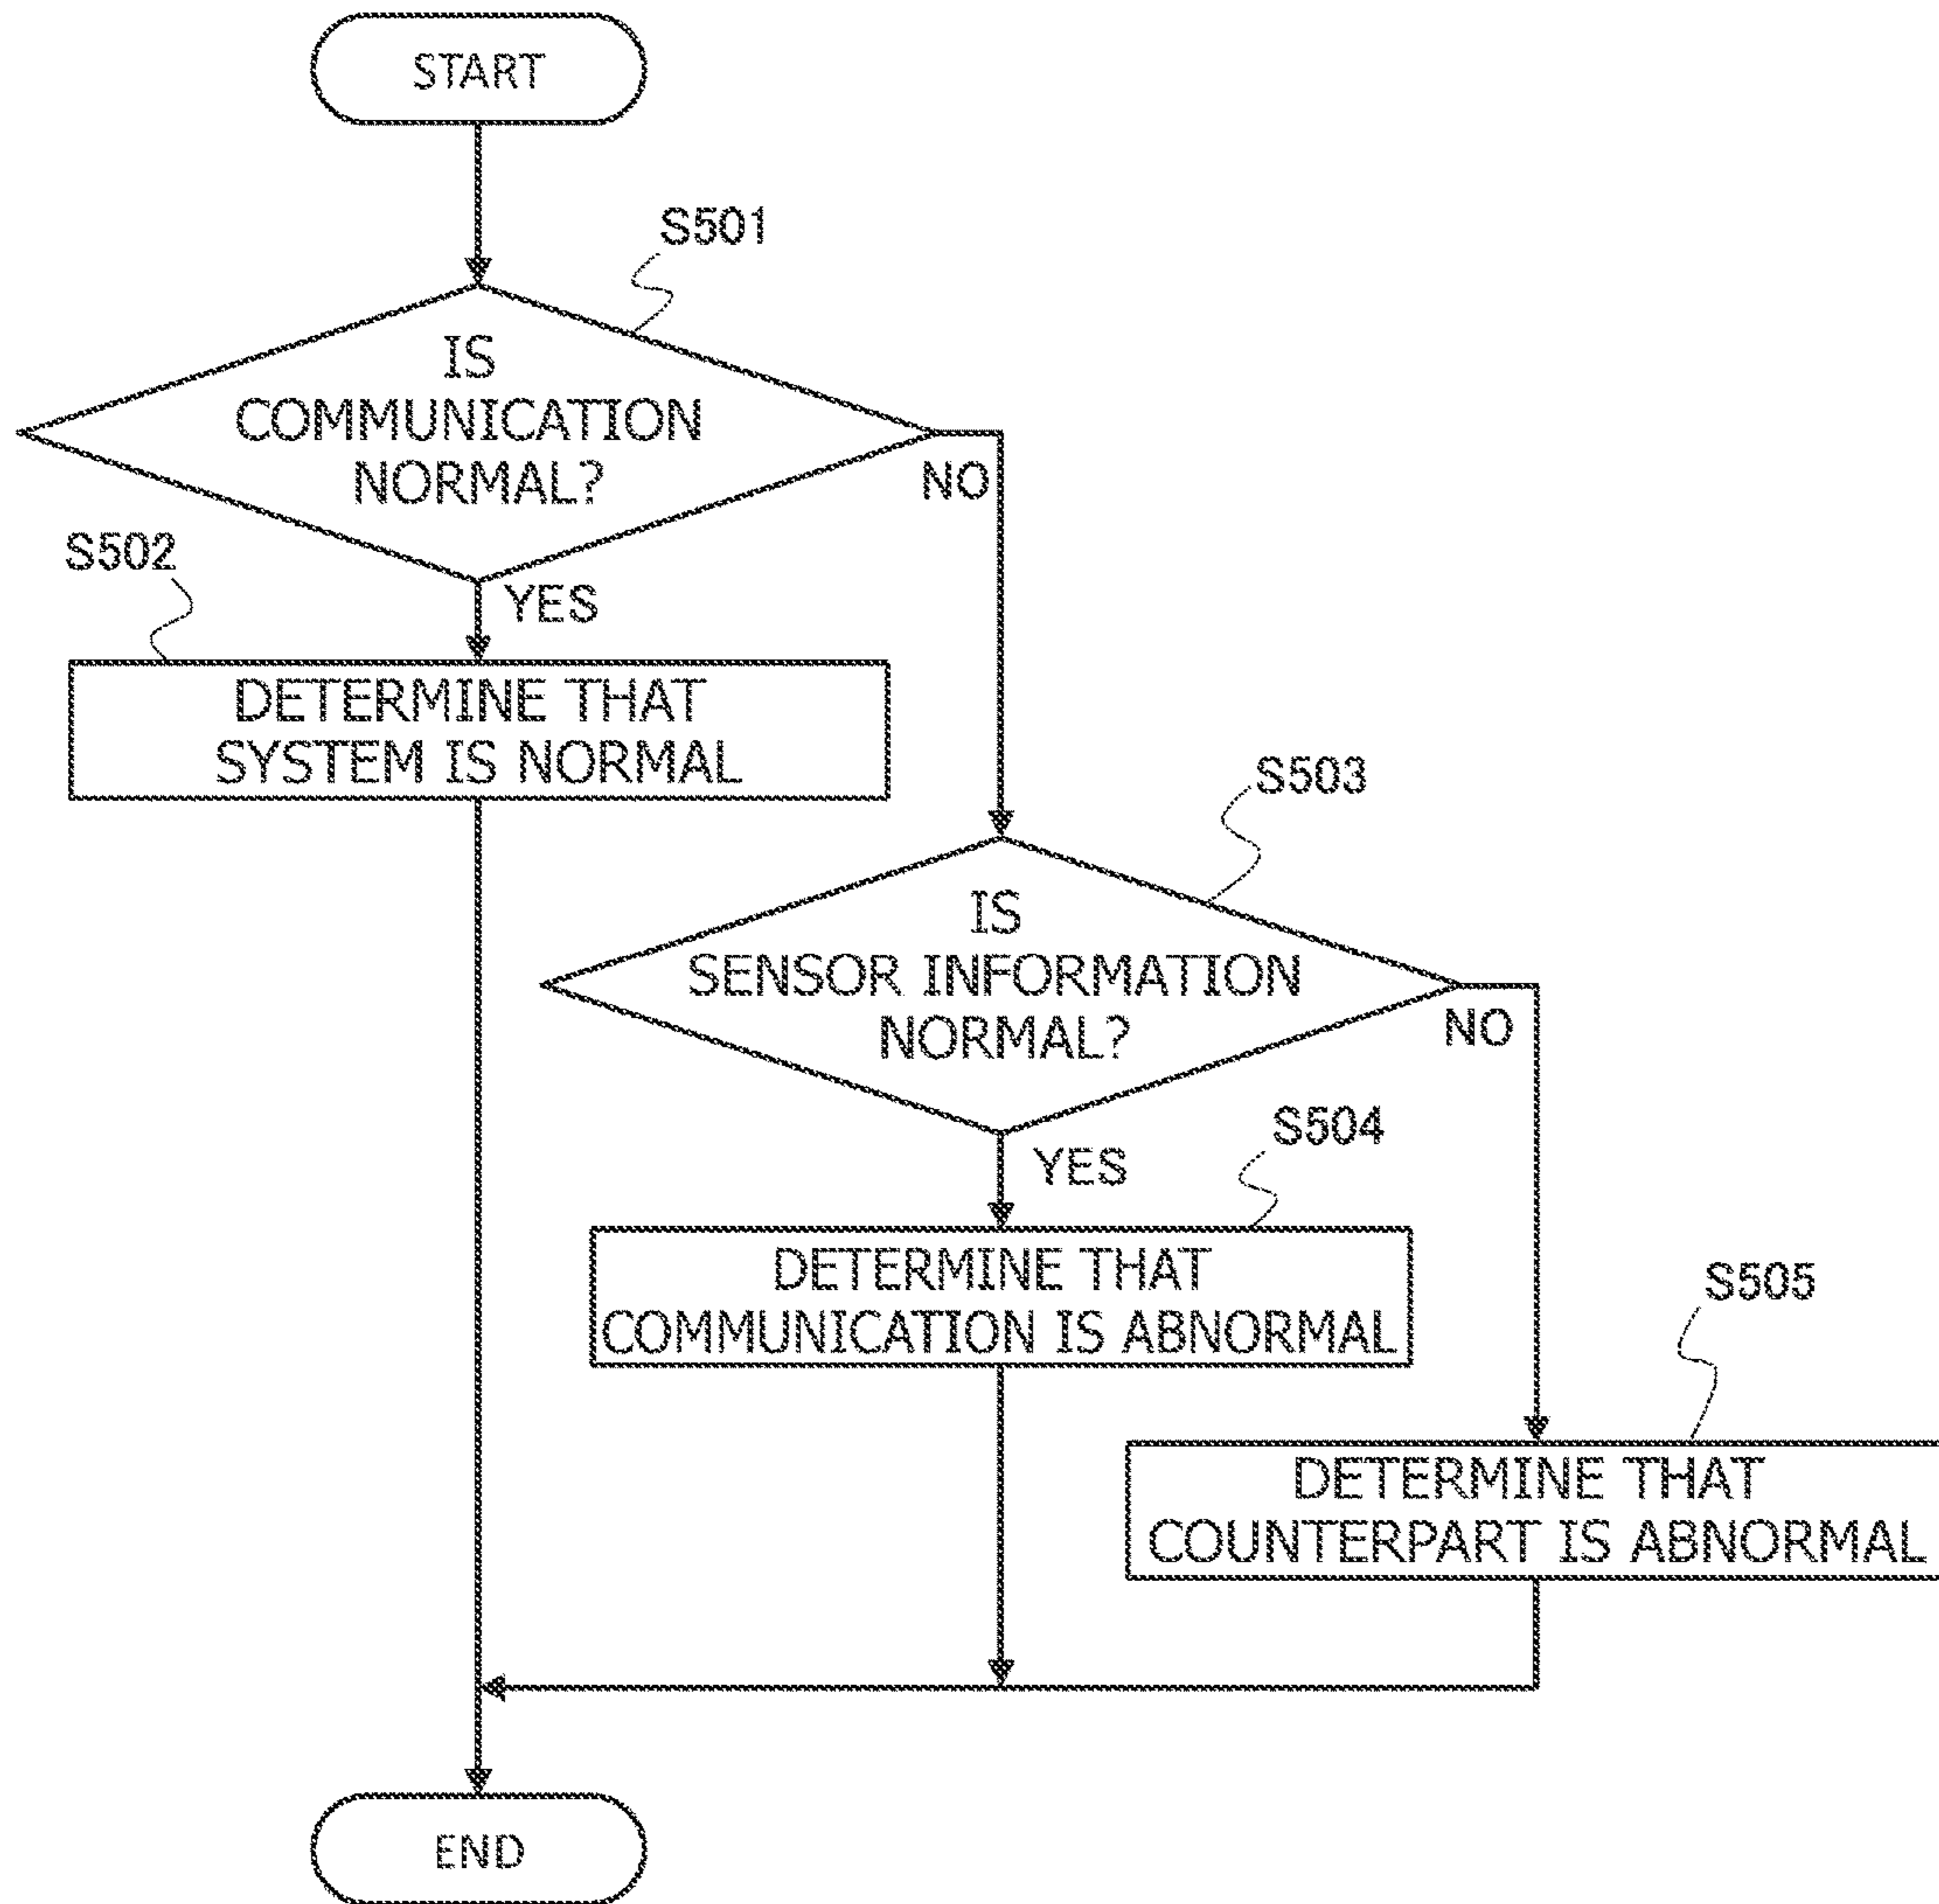 START
S501
IS
COMMUNICATION
NORMAL?
NO
S502
YES
DETERMINE THAT
SYSTEM IS NORMAL
S503
IS
SENSOR INFORMATION
NORMAL?
NO
S504
YES
DETERMINE THAT
COMMUNICATION IS ABNORMAL
S505
DETERMINE THAT
COUNTERPART IS ABNORMAL
END